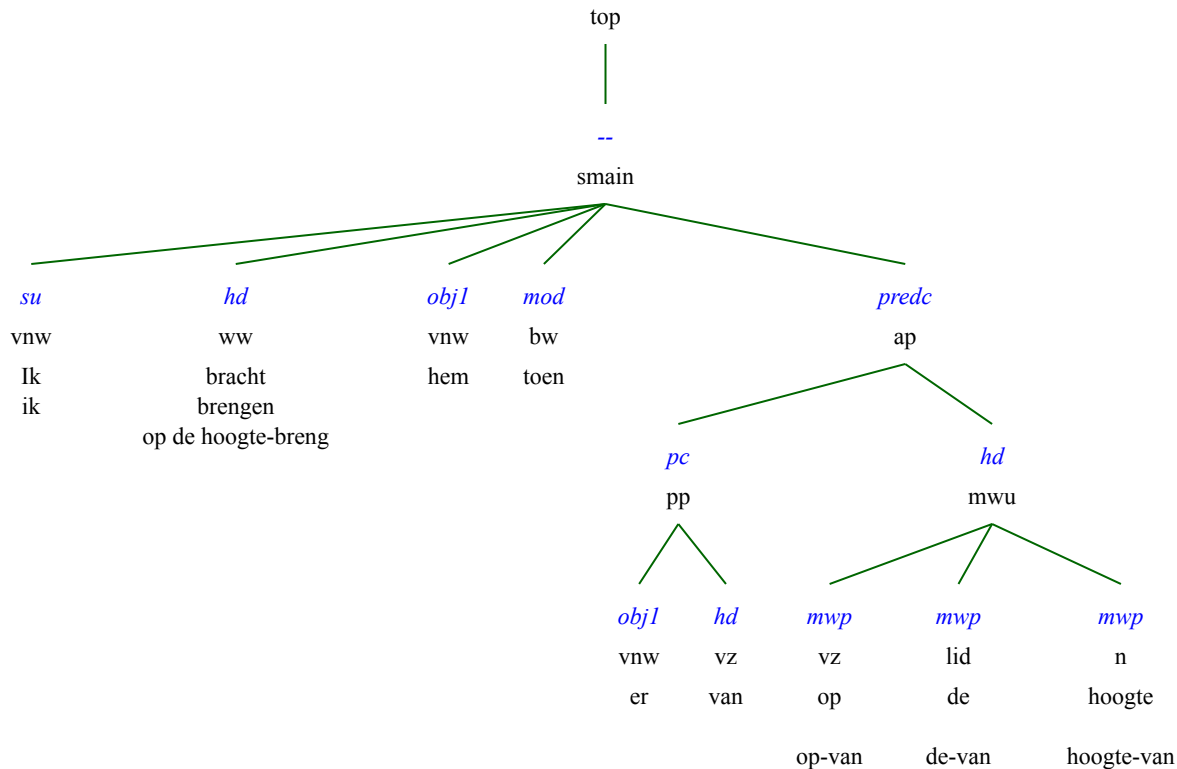 top
--
smain
su hd obj1 mod predc
vnw ww vnw bw ap
Ik bracht hem toen
ik brengen
op de hoogte-breng
pc hd
pp mwu
obj1 hd mwp mwp mwp
vnw vz vz lid n
er van op de hoogte
op-van de-van hoogte-van